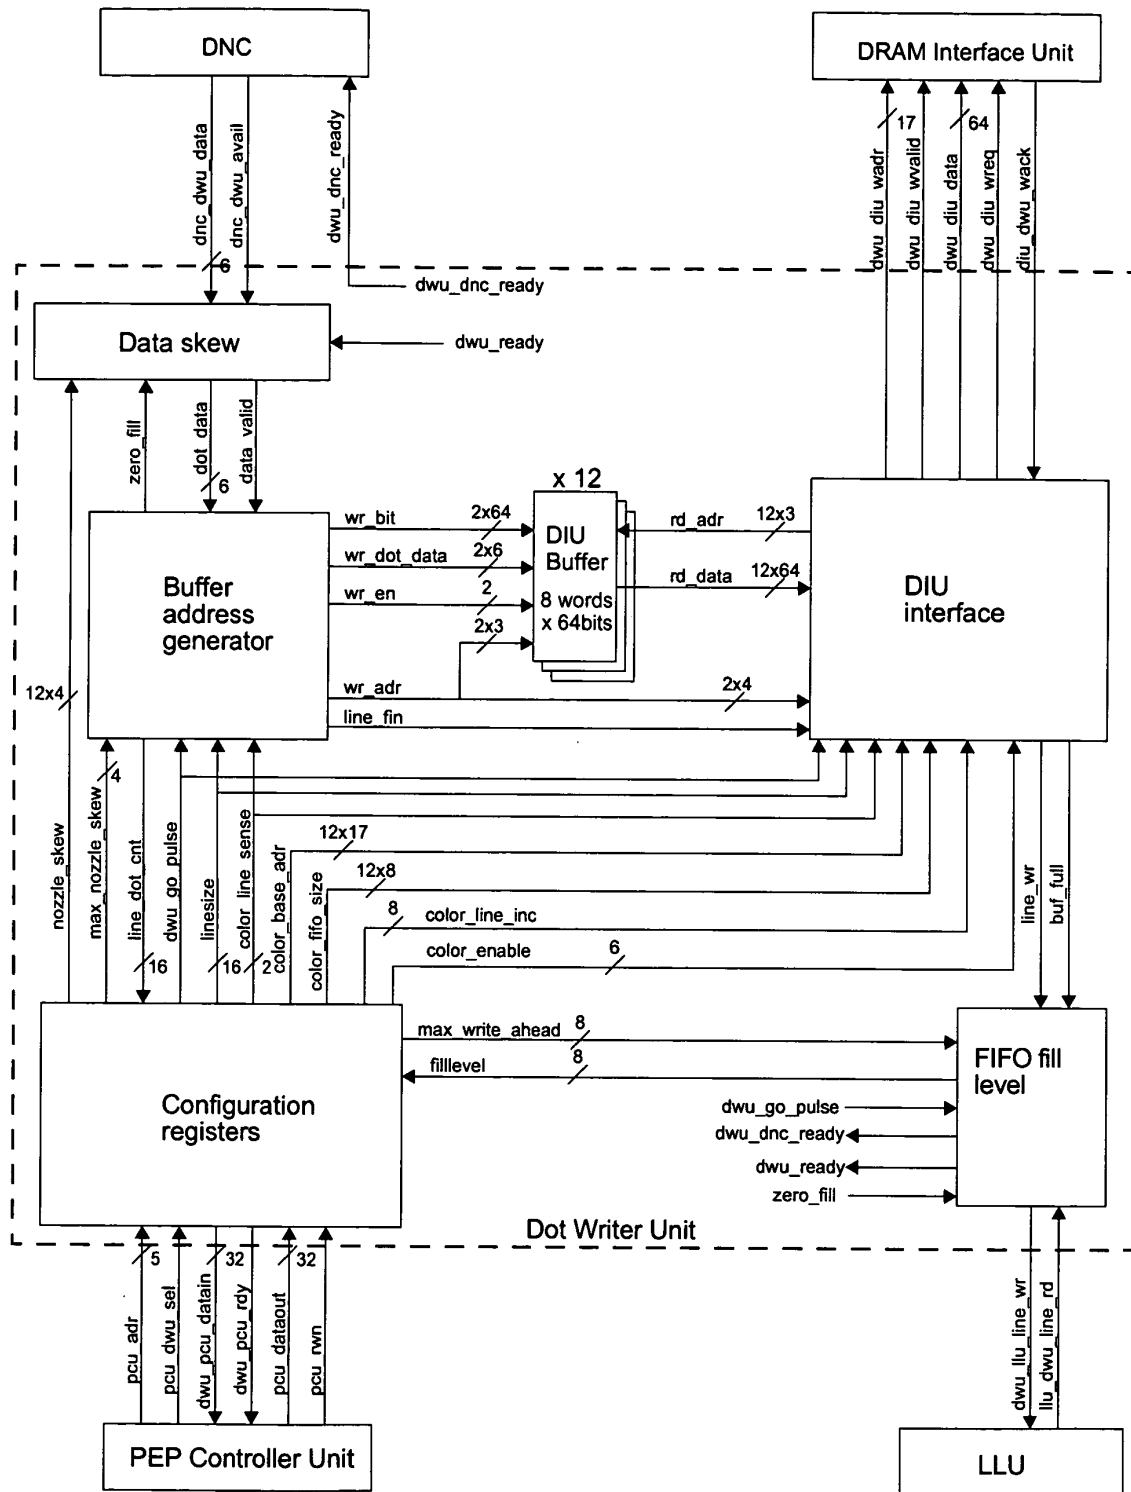 DNC
DRAM Interface Unit
dnc_dwu_data
dnc_dwu_avail
dwu_dnc_ready
6
dwu_diu_wadr
17
dwu_diu_wvalid
dwu_diu_data
64
dwu_diu_wreq
diu_dwu_wack
dwu_dnc_ready
Data skew
dwu_ready
zero_fill
dot_data
6
data_valid
x 12
Buffer
address
generator
wr_bit
2x64
wr_dot_data
2x6
wr_en
2
2x3
wr_adr
2x4
line_fin
DIU
Buffer
8 words
x 64bits
rd_adr
12x3
rd_data
12x64
DIU
interface
12x4
nozzle_skew
max_nozzle_skew
4
line_dot_cnt
16
dwu_go_pulse
linesize
16
color_line_sense
2
color_base_adr
12x17
color_fifo_size
12x8
8
color_line_inc
color_enable
6
line_wr
buf_full
Configuration
registers
max_write_ahead
8
filllevel
8
FIFO fill
level
dwu_go_pulse
dwu_dnc_ready
dwu_ready
zero_fill
Dot Writer Unit
pcu_adr
5
pcu_dwu_sel
dwu_pcu_datain
32
dwu_pcu_rdy
pcu_dataout
32
pcu_rwn
dwu_llu_line_wr
llu_dwu_line_rd
PEP Controller Unit
LLU